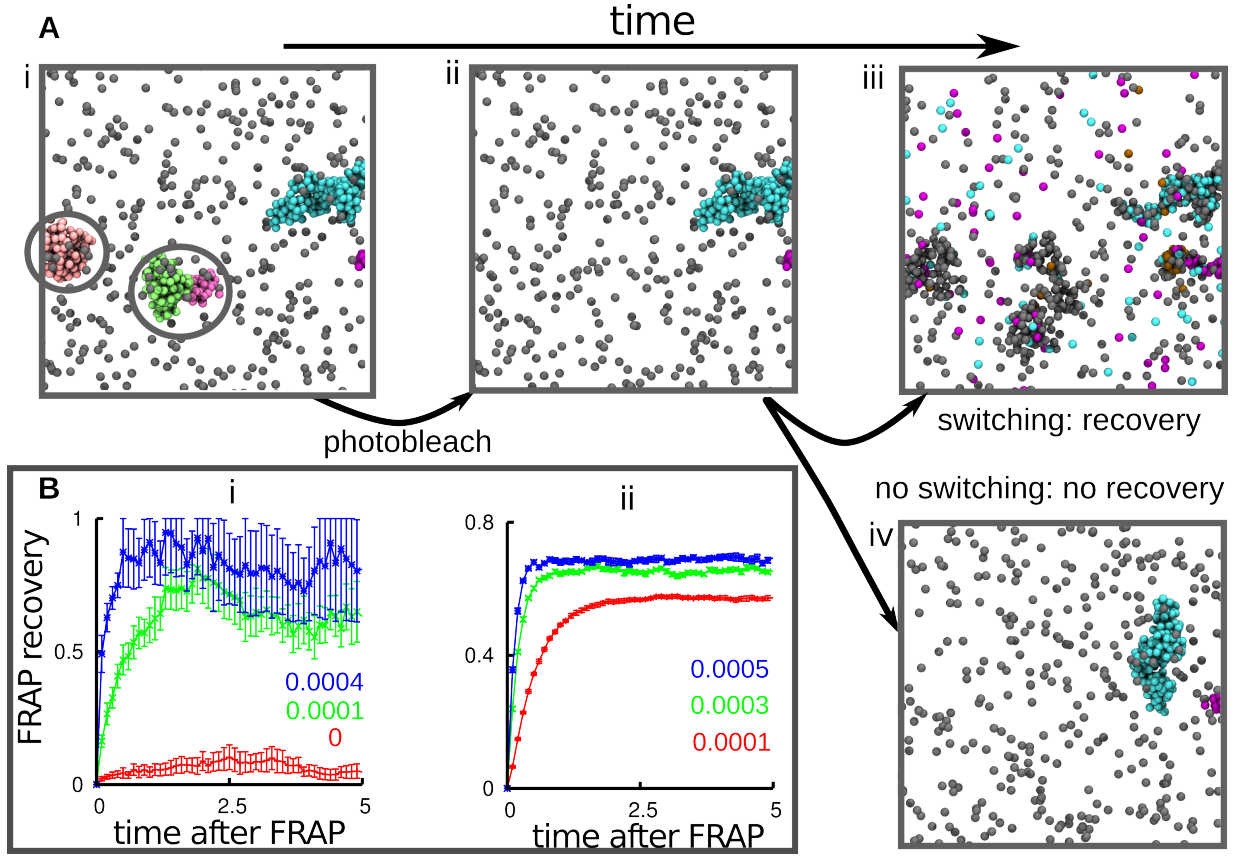 A
time
i
ii
iii
photobleach
switching: recovery
no switching: no recovery
iv
B
i
ii
FRAP recovery
1
0.5
0
0.0004
0.0001
0
0
2.5
5
time after FRAP
0.8
0.4
0
0.0005
0.0003
0.0001
0
2.5
5
time after FRAP